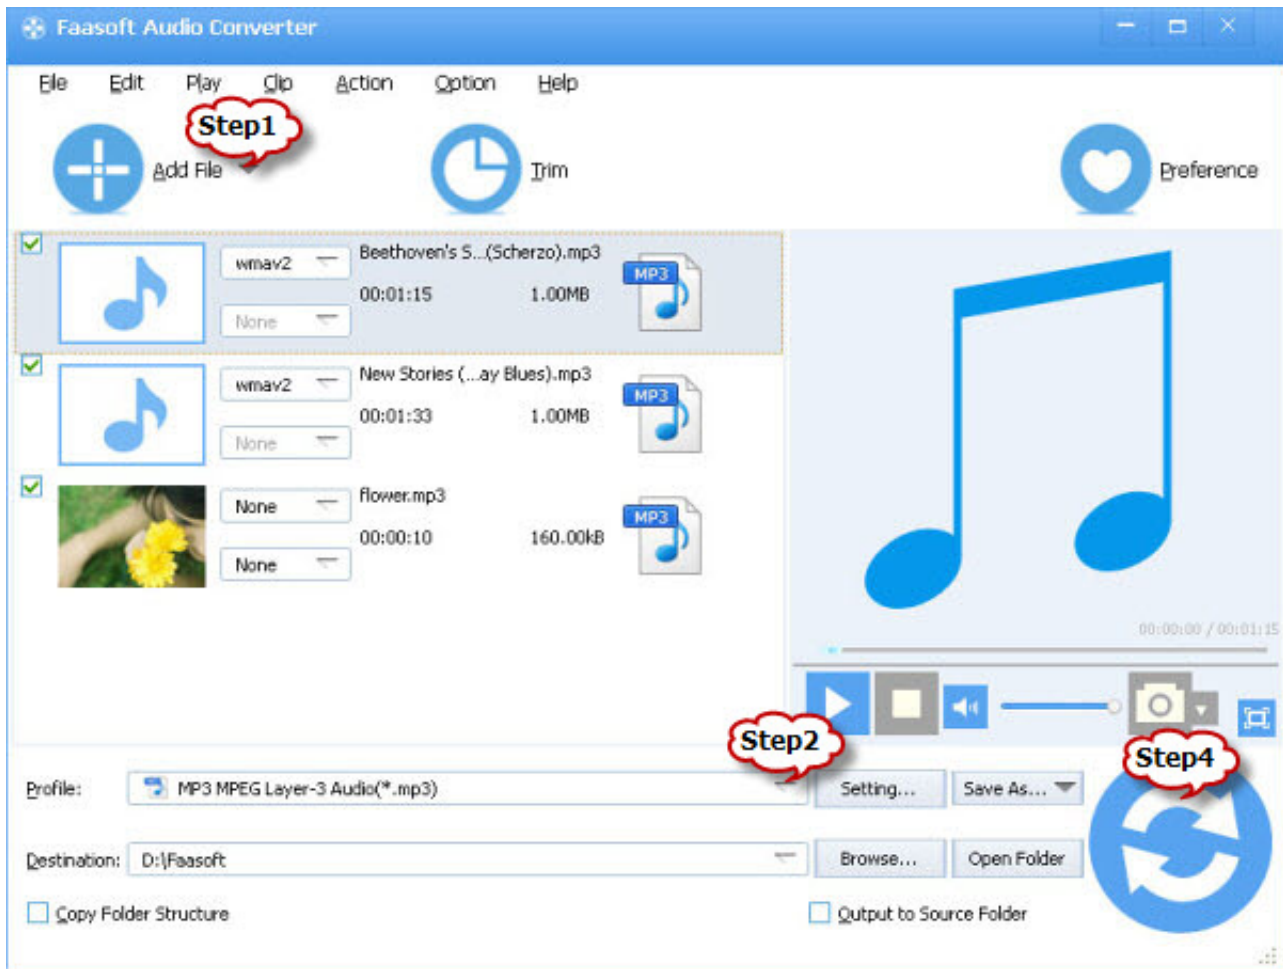 Faasoft Audio Converter
File Edit Play Clip Action Option Help
Step1
Add File Trim Preference
wmav2 Beethoven's S...(Scherzo).mp3
MP3
00:01:15 1.00MB
None
wmav2 New Stories (...ay Blues).mp3
MP3
00:01:33 1.00MB
None
None flower.mp3
MP3
00:00:10 160.00kB
None
00:00:00 / 00:01:15
Step2
Step4
Profile: MP3 MPEG Layer-3 Audio(*.mp3) Setting... Save As...
Destination: D:\Faasoft Browse... Open Folder
Copy Folder Structure Output to Source Folder